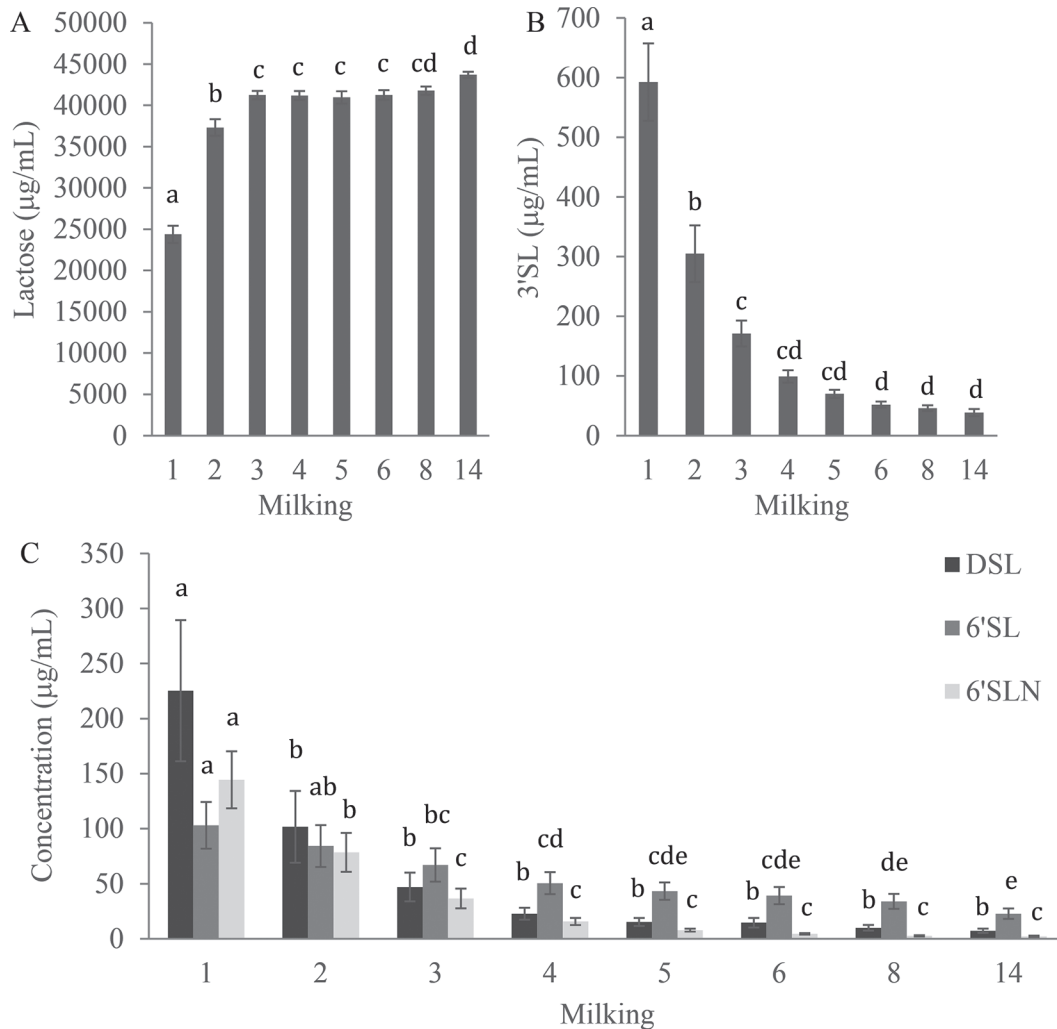 A
Lactose (µg/mL)
50000
45000
40000
35000
30000
25000
20000
15000
10000
5000
0
a
b
c
c
c
c
cd
d
1 2 3 4 5 6 8 14
Milking
B
3'SL (µg/mL)
700
600
500
400
300
200
100
0
a
b
c
cd
cd
d
d
d
1 2 3 4 5 6 8 14
Milking
C
Concentration (µg/mL)
350
300
250
200
150
100
50
0
a
a
a
b
ab
b
b
bc
c
b
cd
c
b
cde
c
b
cde
c
b
de
c
b
e
c
1 2 3 4 5 6 8 14
Milking
DSL
6'SL
6'SLN